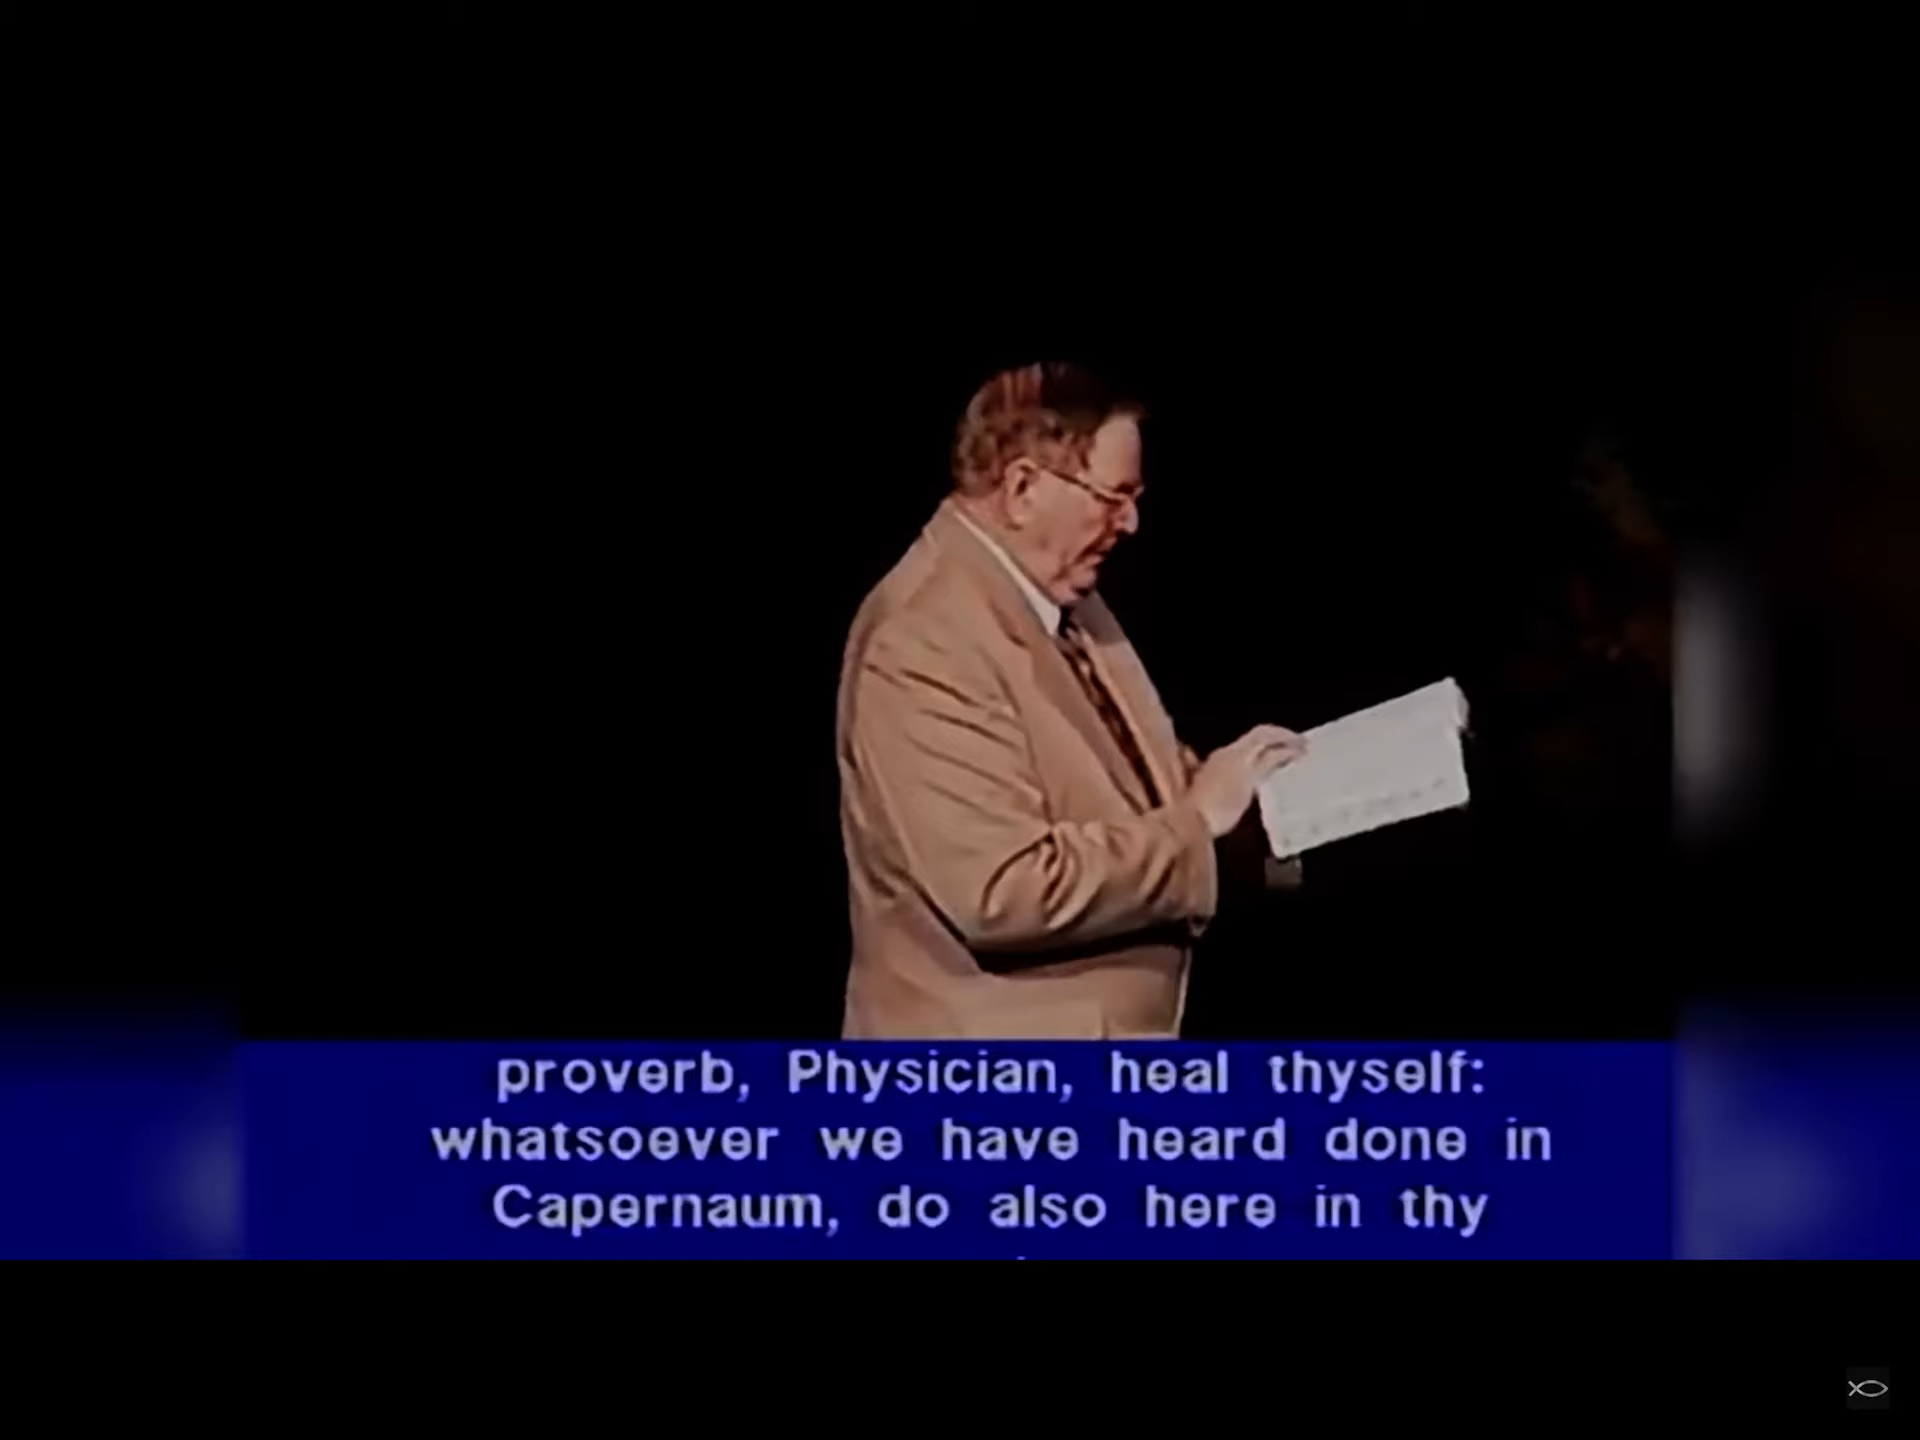 proverb, Physician, heal thyself:
whatsoever we have heard done in
Capernaum, do also here in thy